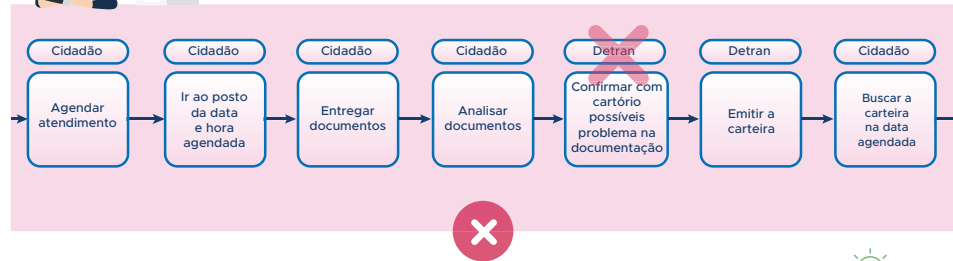 Cidadão
Agendar
atendimento
Cidadão
Ir ao posto
da data
e hora
agendada
Cidadão
Entregar
documentos
Cidadão
Analisar
documentos
Detran
Confirmar com
cartório
possíveis
problema na
documentação
Detran
Emitir a
carteira
Cidadão
Buscar a
carteira
na data
agendada